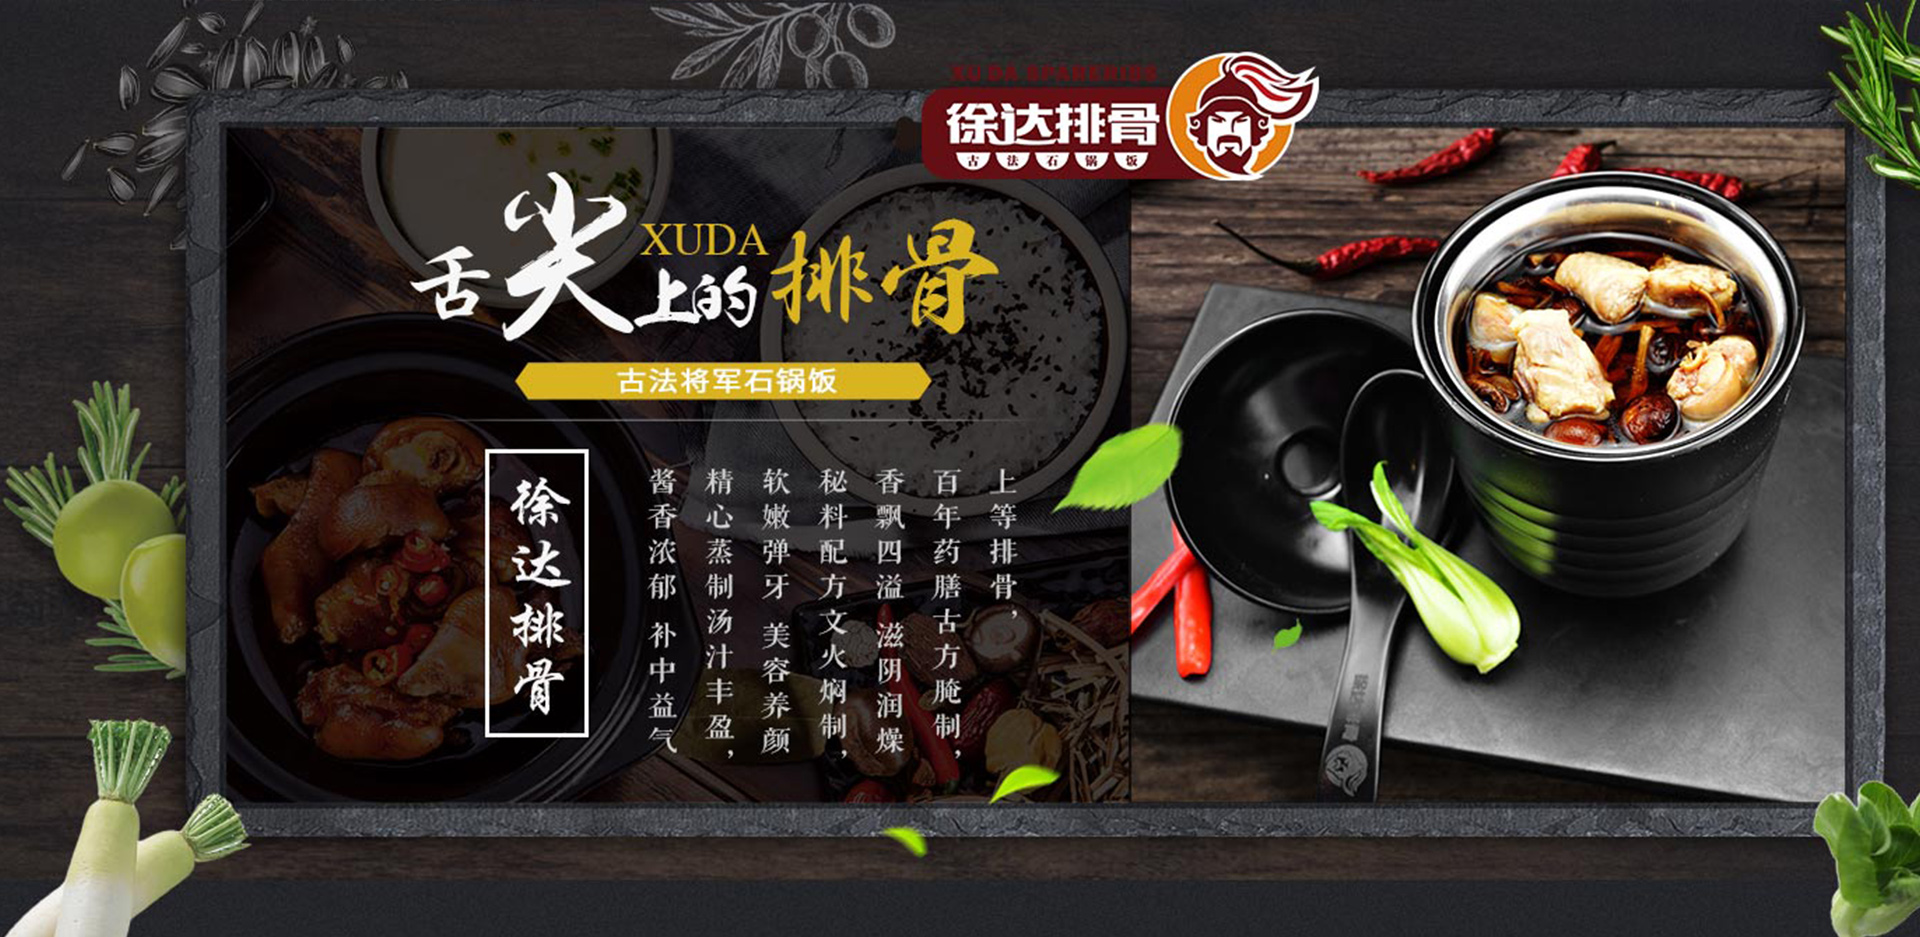 XU DA SPARERIBS
徐达排骨
古法石锅饭
舌尖上的排骨
XUDA
古法将军石锅饭
徐达排骨
上等排骨，
百年药膳古方腌制，
香飘四溢 滋阴润燥
秘料配方文火焖制，
软嫩弹牙 美容养颜
精心蒸制汤汁丰盈，
酱香浓郁 补中益气